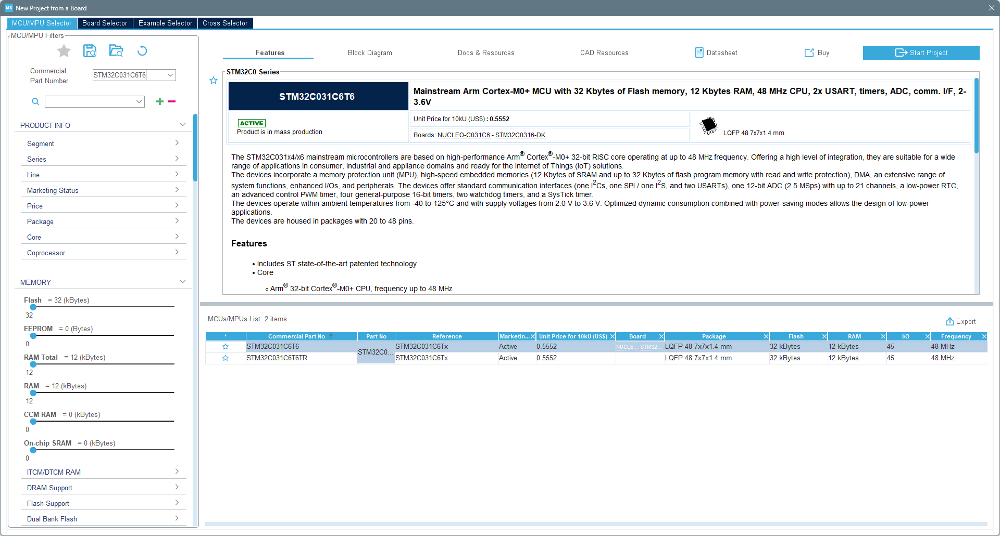 MX New Project from a Board
MCU/MPU Selector Board Selector Example Selector Cross Selector
MCU/MPU Filters
Commercial
Part Number
STM32C031C6T6
PRODUCT INFO
Segment
Series
Line
Marketing Status
Price
Package
Core
Coprocessor
MEMORY
Flash = 32 (kBytes)
32
EEPROM = 0 (Bytes)
0
RAM Total = 12 (kBytes)
12
RAM = 12 (kBytes)
12
CCM RAM = 0 (kBytes)
0
On-chip SRAM = 0 (kBytes)
0
ITCM/DTCM RAM
DRAM Support
Flash Support
Dual Bank Flash
Features Block Diagram Docs & Resources CAD Resources Datasheet Buy Start Project
STM32C0 Series
STM32C031C6T6
Mainstream Arm Cortex-M0+ MCU with 32 Kbytes of Flash memory, 12 Kbytes RAM, 48 MHz CPU, 2x USART, timers, ADC, comm. I/F, 2-
3.6V
ACTIVE
Product is in mass production
Unit Price for 10kU (US$) : 0.5552
Boards: NUCLEO-C031C6 - STM32C0316-DK
LQFP 48 7x7x1.4 mm
The STM32C031x4/x6 mainstream microcontrollers are based on high-performance Arm® Cortex®-M0+ 32-bit RISC core operating at up to 48 MHz frequency. Offering a high level of integration, they are suitable for a wide
range of applications in consumer, industrial and appliance domains and ready for the Internet of Things (IoT) solutions.
The devices incorporate a memory protection unit (MPU), high-speed embedded memories (12 Kbytes of SRAM and up to 32 Kbytes of flash program memory with read and write protection), DMA, an extensive range of
system functions, enhanced I/Os, and peripherals. The devices offer standard communication interfaces (one I²Cs, one SPI / one I²S, and two USARTs), one 12-bit ADC (2.5 MSps) with up to 21 channels, a low-power RTC,
an advanced control PWM timer, four general-purpose 16-bit timers, two watchdog timers, and a SysTick timer.
The devices operate within ambient temperatures from -40 to 125°C and with supply voltages from 2.0 V to 3.6 V. Optimized dynamic consumption combined with power-saving modes allows the design of low-power
applications.
The devices are housed in packages with 20 to 48 pins.
Features
• Includes ST state-of-the-art patented technology
• Core
○ Arm® 32-bit Cortex®-M0+ CPU, frequency up to 48 MHz
MCUs/MPUs List: 2 items
Export
* Commercial Part No Part No Reference Marketin... Unit Price for 10kU (US$) Board Package Flash RAM I/O Frequency
STM32C031C6T6 STM32C0... STM32C031C6Tx Active 0.5552 NUCLE... STM32... LQFP 48 7x7x1.4 mm 32 kBytes 12 kBytes 45 48 MHz
STM32C031C6T6TR STM32C031C6Tx Active 0.5552 LQFP 48 7x7x1.4 mm 32 kBytes 12 kBytes 45 48 MHz